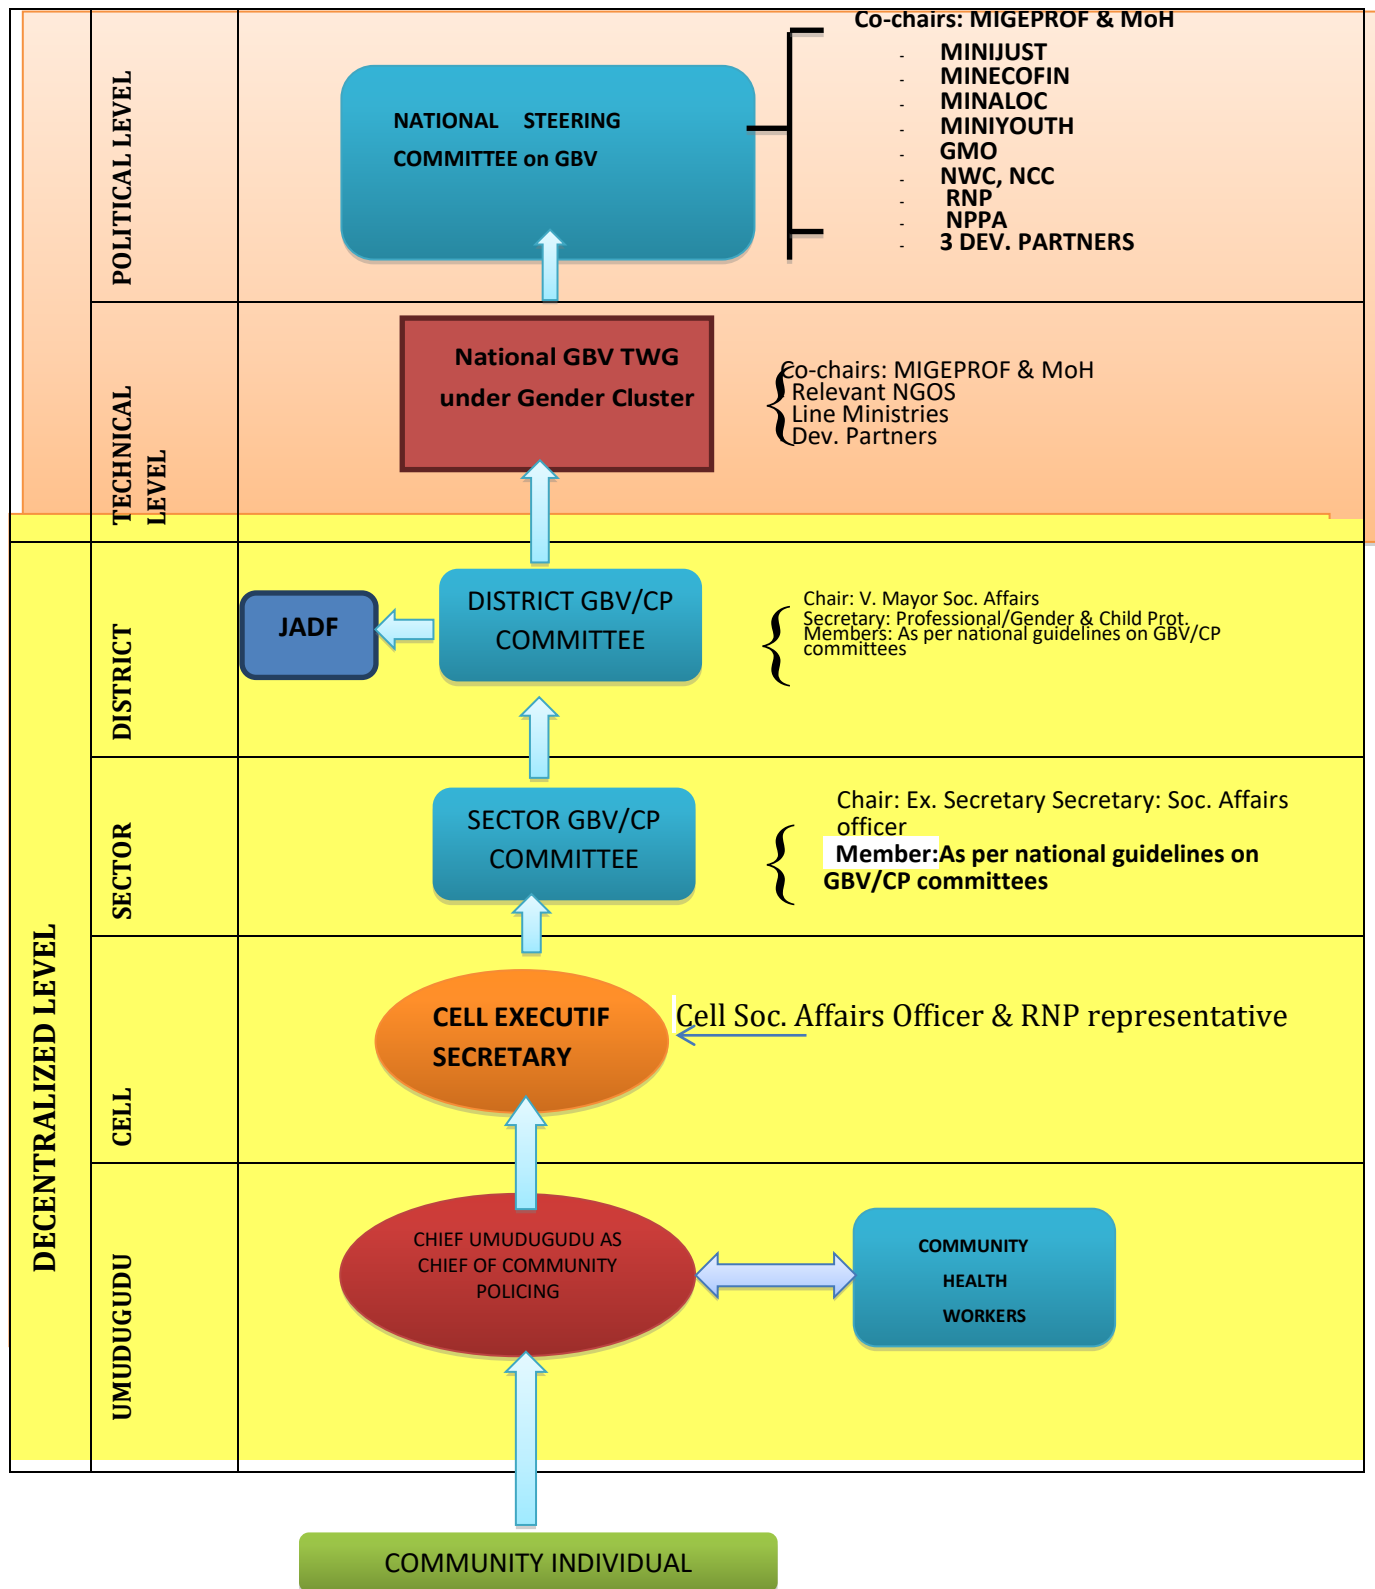 Co-chairs: MIGEPROF & MoH
- MINIJUST
- MINECOFIN
- MINALOC
- MINIYOUTH
- GMO
- NWC, NCC
- RNP
- NPPA
- 3 DEV. PARTNERS
POLITICAL LEVEL
NATIONAL STEERING
COMMITTEE on GBV
TECHNICAL
LEVEL
National GBV TWG
under Gender Cluster
Co-chairs: MIGEPROF & MoH
Relevant NGOS
Line Ministries
Dev. Partners
DECENTRALIZED LEVEL
DISTRICT
JADF
DISTRICT GBV/CP
COMMITTEE
Chair: V. Mayor Soc. Affairs
Secretary: Professional/Gender & Child Prot.
Members: As per national guidelines on GBV/CP
committees
SECTOR
SECTOR GBV/CP
COMMITTEE
Chair: Ex. Secretary Secretary: Soc. Affairs
officer
Member:As per national guidelines on
GBV/CP committees
CELL
CELL EXECUTIF
SECRETARY
Cell Soc. Affairs Officer & RNP representative
UMUDUGUDU
CHIEF UMUDUGUDU AS
CHIEF OF COMMUNITY
POLICING
COMMUNITY
HEALTH
WORKERS
COMMUNITY INDIVIDUAL